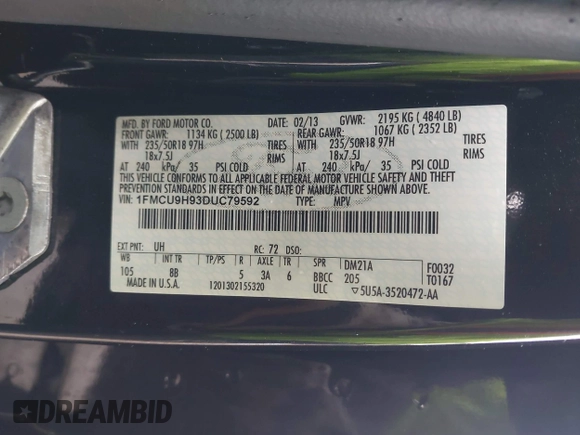 MFD. BY FORD MOTOR CO. 02/13 GVWR: 2195 KG ( 4840 LB)
FRONT GAWR: 1134 KG ( 2500 LB) REAR GAWR: 1067 KG ( 2352 LB)
WITH 235/50R18 97H TIRES WITH 235/50R18 97H TIRES
18x7.5J RIMS 18x7.5J RIMS
AT 240 kPa/ 35 PSI COLD AT 240 kPa/ 35 PSI COLD
THIS VEHICLE CONFORMS TO ALL APPLICABLE FEDERAL MOTOR VEHICLE SAFETY, BUMPER, AND THEFT
PREVENTION STANDARDS IN EFFECT ON THE DATE OF MANUFACTURE SHOWN ABOVE.
VIN: 1FMCU9H93DUC79592 TYPE: MPV
EXT PNT: UH RC: 72 DSO:
WB INT TR TP/PS R AXLE TR SPR DM21A F0032
105 BB 5 3A 6 BBCC 205 T0167
MADE IN U.S.A. 1201302155320 ULC ▽5U5A-3520472-AA
DREAMBID